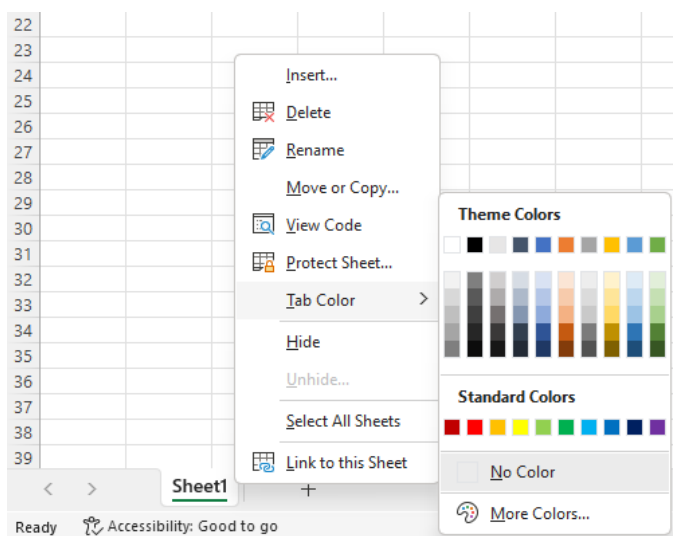 22
23
24
25
26
27
28
29
30
31
32
33
34
35
36
37
38
39
Insert...
Delete
Rename
Move or Copy...
View Code
Protect Sheet...
Tab Color >
Hide
Unhide...
Select All Sheets
Link to this Sheet
Theme Colors
Standard Colors
No Color
More Colors...
< > Sheet1 +
Ready Accessibility: Good to go